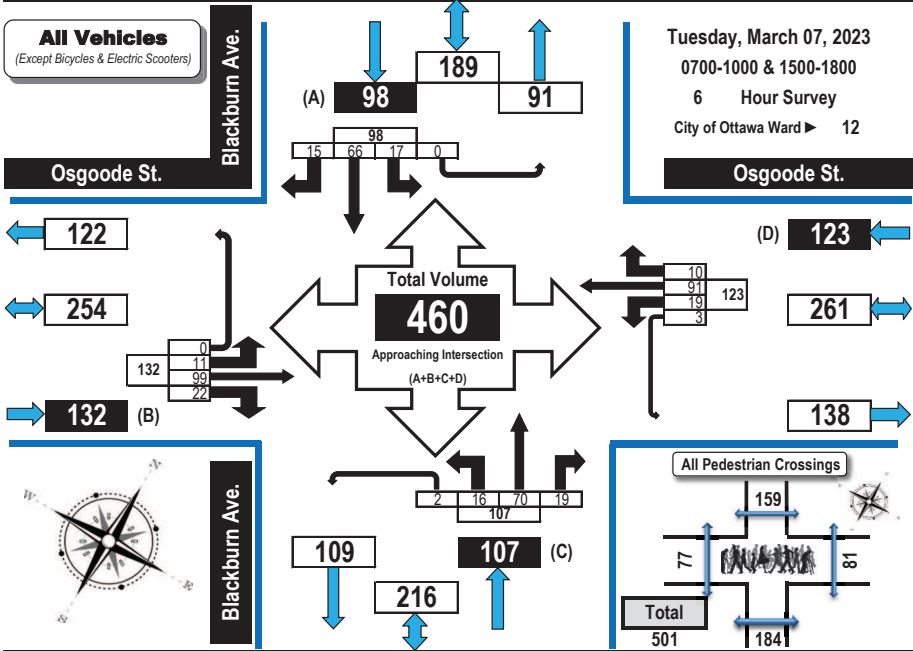 All Vehicles
(Except Bicycles & Electric Scooters)
Blackburn Ave.
Osgoode St.
189
(A) 98
91
98
15 66 17 0
Tuesday, March 07, 2023
0700-1000 & 1500-1800
6 Hour Survey
City of Ottawa Ward ► 12
Osgoode St.
122
254
132 (B)
132
0
11
99
22
Total Volume
460
Approaching Intersection
(A+B+C+D)
10
91
19
3
123
(D) 123
261
138
2 16 70 19
107
109
216
107 (C)
Blackburn Ave.
N
W
E
S
All Pedestrian Crossings
159
77
81
184
Total
501